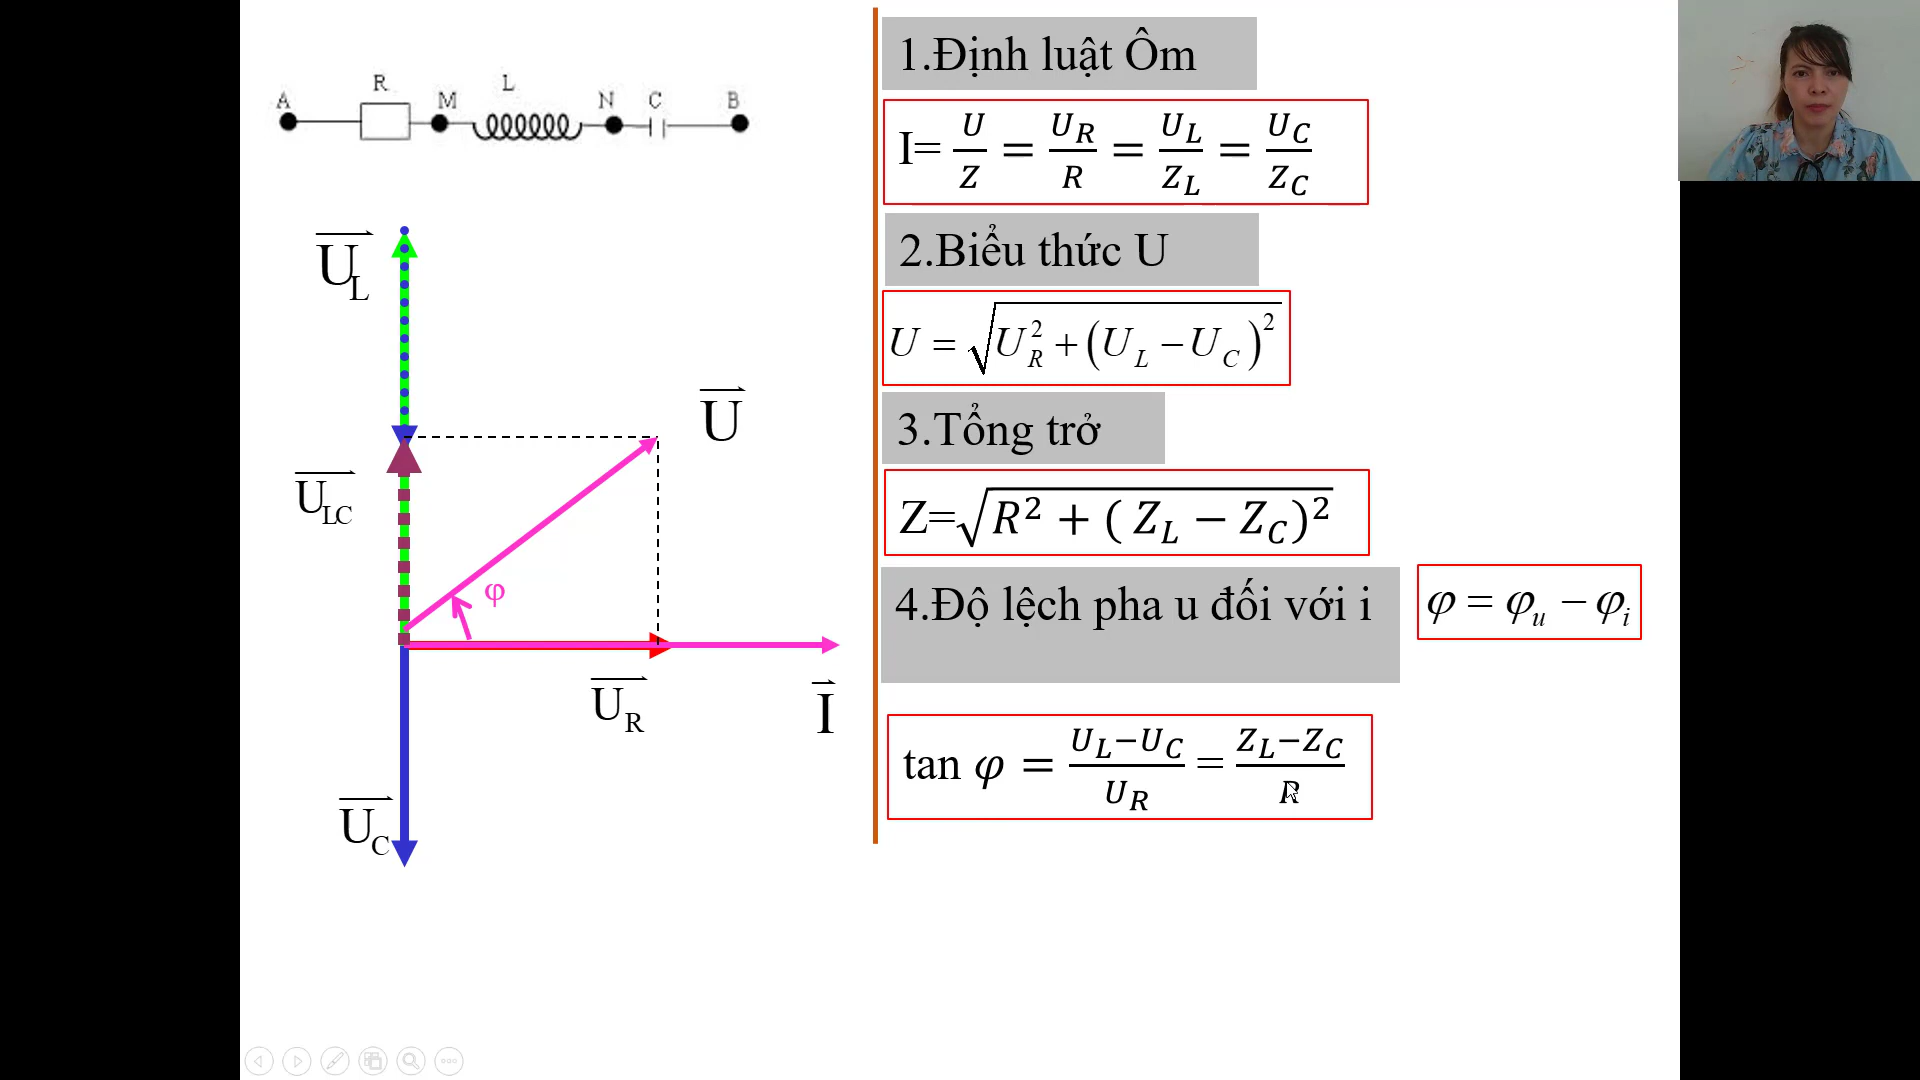 A R M L N C B
U_L
U
U_LC
φ
U_R
I
U_C
1.Định luật Ôm
I= U/Z = U_R/R = U_L/Z_L = U_C/Z_C
2.Biểu thức U
U = √(U_R² + (U_L − U_C)²)
3.Tổng trở
Z=√(R² + ( Z_L − Z_C)²)
4.Độ lệch pha u đối với i
φ = φ_u − φ_i
tan φ = (U_L−U_C)/U_R = (Z_L−Z_C)/R